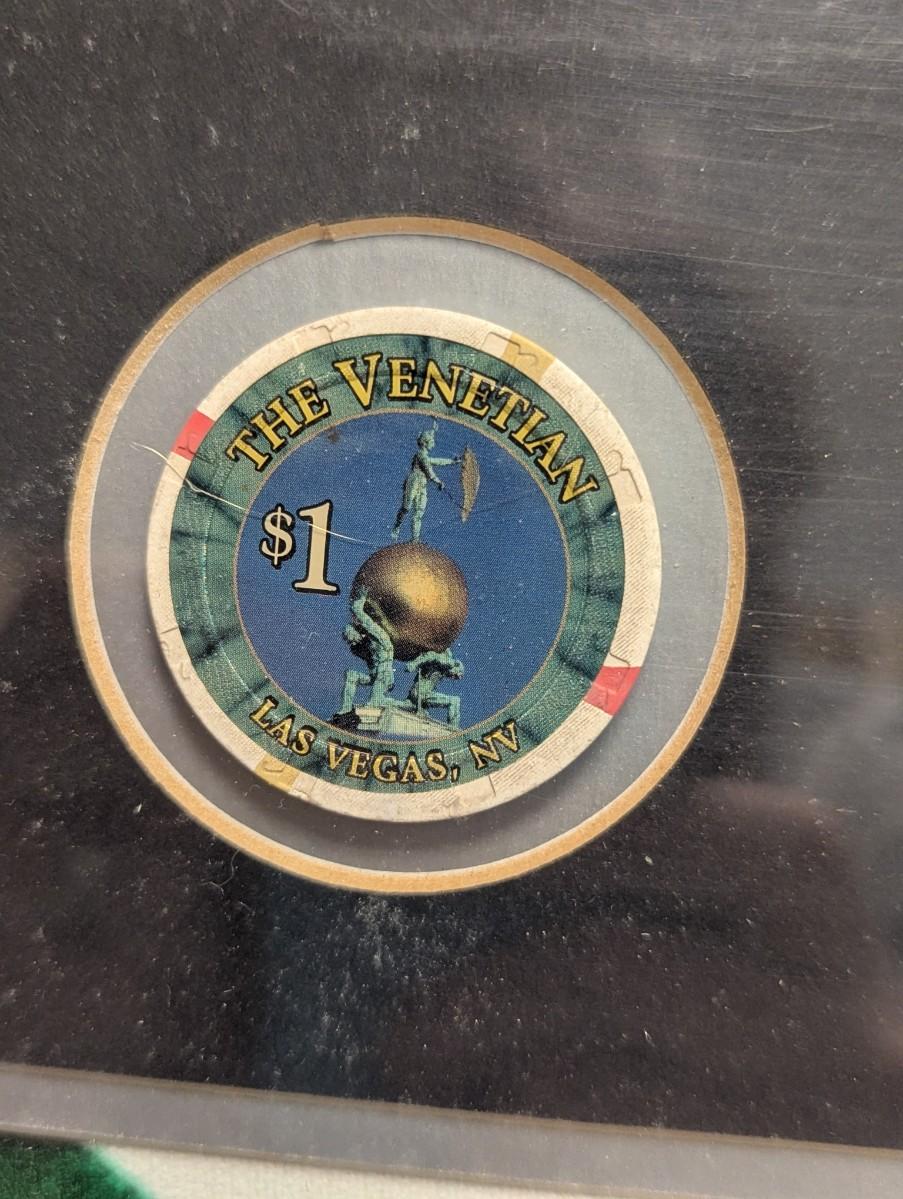 THE VENETIAN
$1
LAS VEGAS, NV